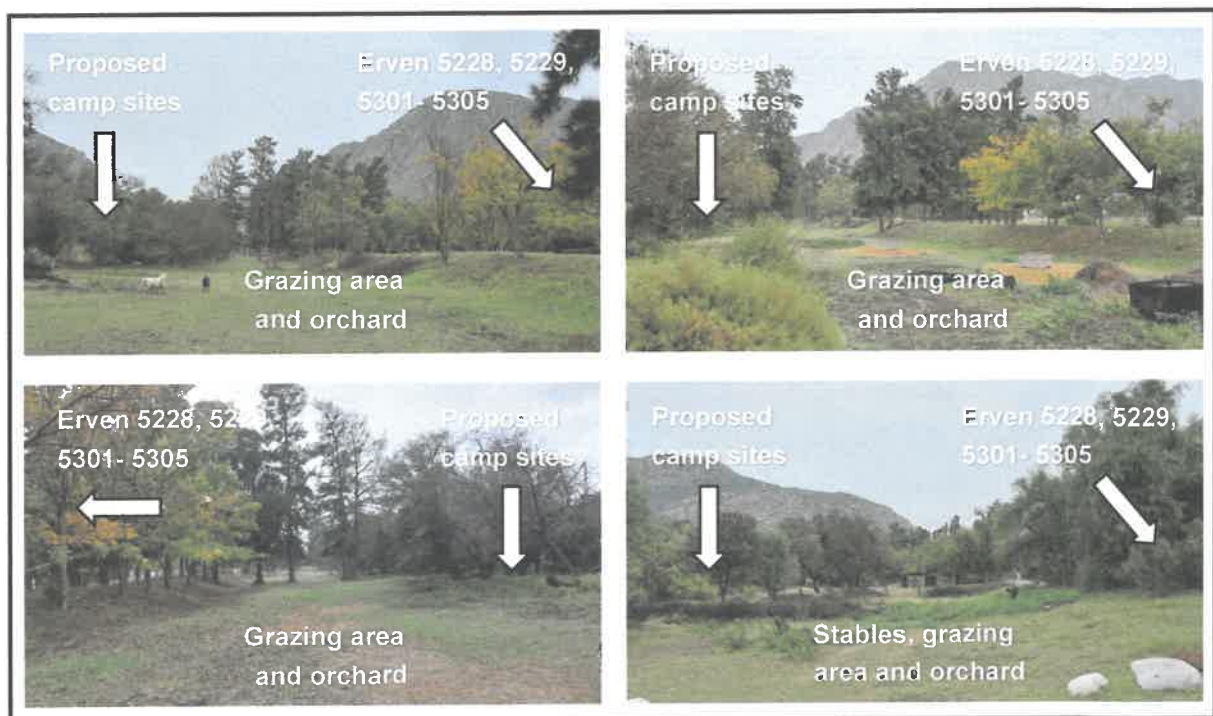 Proposed
camp sites
Erven 5228, 5229,
5301- 5305
Grazing area
and orchard
Proposed
camp sites
Erven 5228, 5229,
5301- 5305
Grazing area
and orchard
Erven 5228, 5229
5301- 5305
Proposed
camp sites
Grazing area
and orchard
Proposed
camp sites
Erven 5228, 5229,
5301- 5305
Stables, grazing
area and orchard